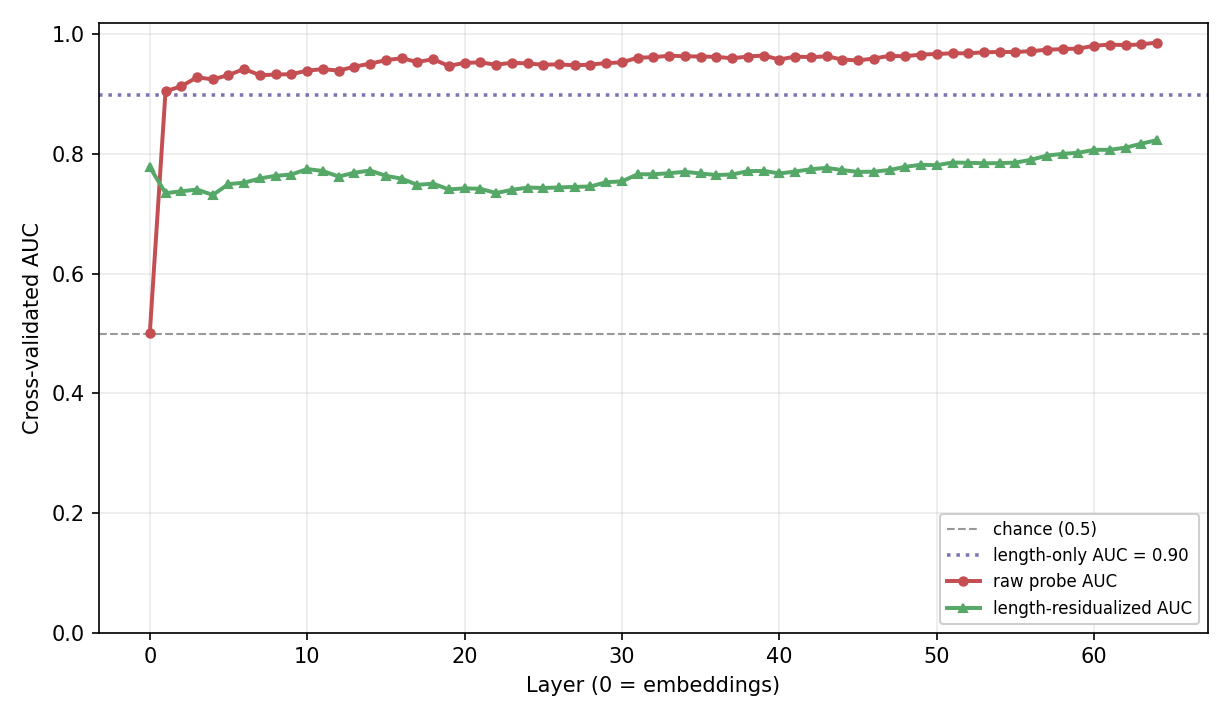 1.0
0.8
0.6
0.4
0.2
0.0
Cross-validated AUC
0 10 20 30 40 50 60
Layer (0 = embeddings)
chance (0.5)
length-only AUC = 0.90
raw probe AUC
length-residualized AUC